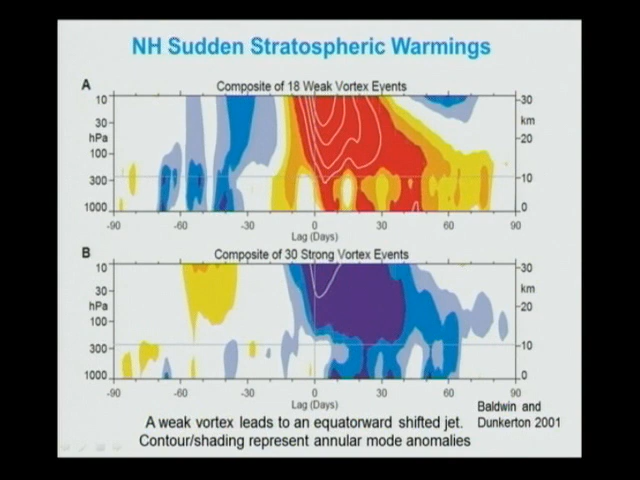 NH Sudden Stratospheric Warmings
A
Composite of 18 Weak Vortex Events
10
30
hPa
100
300
1000
30
km
20
10
0
-90 -60 -30 0 30 60 90
Lag (Days)
B
Composite of 30 Strong Vortex Events
10
30
hPa
100
300
1000
30
km
20
10
0
-90 -60 -30 0 30 60 90
Lag (Days)
A weak vortex leads to an equatorward shifted jet.
Contour/shading represent annular mode anomalies
Baldwin and
Dunkerton 2001